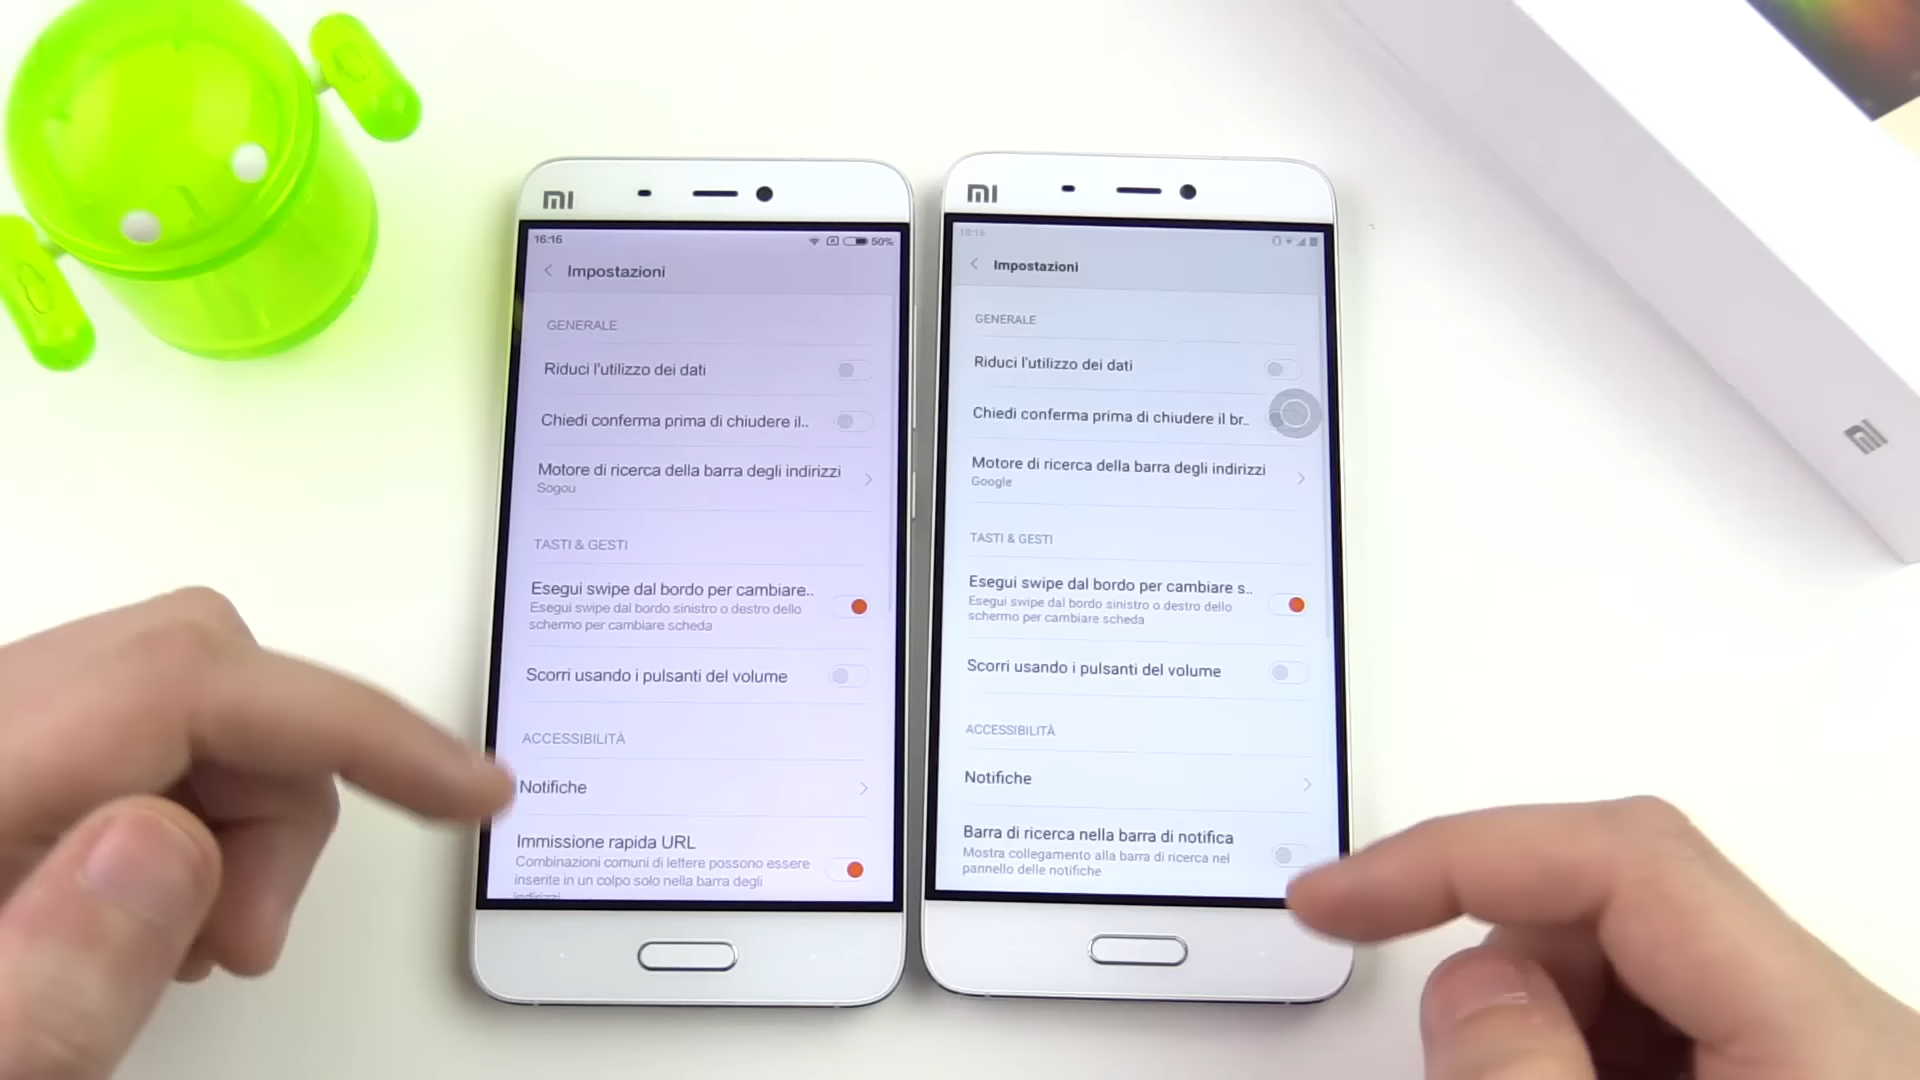 MI
16:16
50%
Impostazioni
GENERALE
Riduci l'utilizzo dei dati
Chiedi conferma prima di chiudere il..
Motore di ricerca della barra degli indirizzi
Sogou
TASTI & GESTI
Esegui swipe dal bordo per cambiare..
Esegui swipe dal bordo sinistro o destro dello
schermo per cambiare scheda
Scorri usando i pulsanti del volume
ACCESSIBILITÀ
Notifiche
Immissione rapida URL
Combinazioni comuni di lettere possono essere
inserite in un colpo solo nella barra degli
indirizzi
MI
10:16
Impostazioni
GENERALE
Riduci l'utilizzo dei dati
Chiedi conferma prima di chiudere il br..
Motore di ricerca della barra degli indirizzi
Google
TASTI & GESTI
Esegui swipe dal bordo per cambiare s..
Esegui swipe dal bordo sinistro o destro dello
schermo per cambiare scheda
Scorri usando i pulsanti del volume
ACCESSIBILITÀ
Notifiche
Barra di ricerca nella barra di notifica
Mostra collegamento alla barra di ricerca nel
pannello delle notifiche
MI